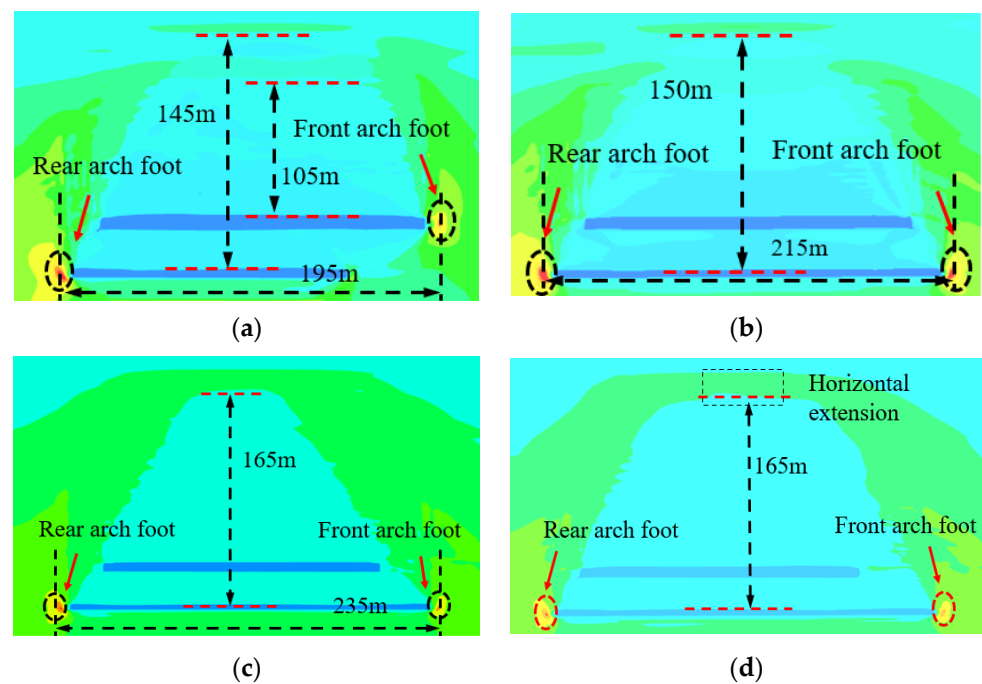 145m
Front arch foot
Rear arch foot
105m
195m
(a)
150m
Rear arch foot
Front arch foot
215m
(b)
165m
Rear arch foot
Front arch foot
235m
(c)
Horizontal
extension
165m
Rear arch foot
Front arch foot
(d)